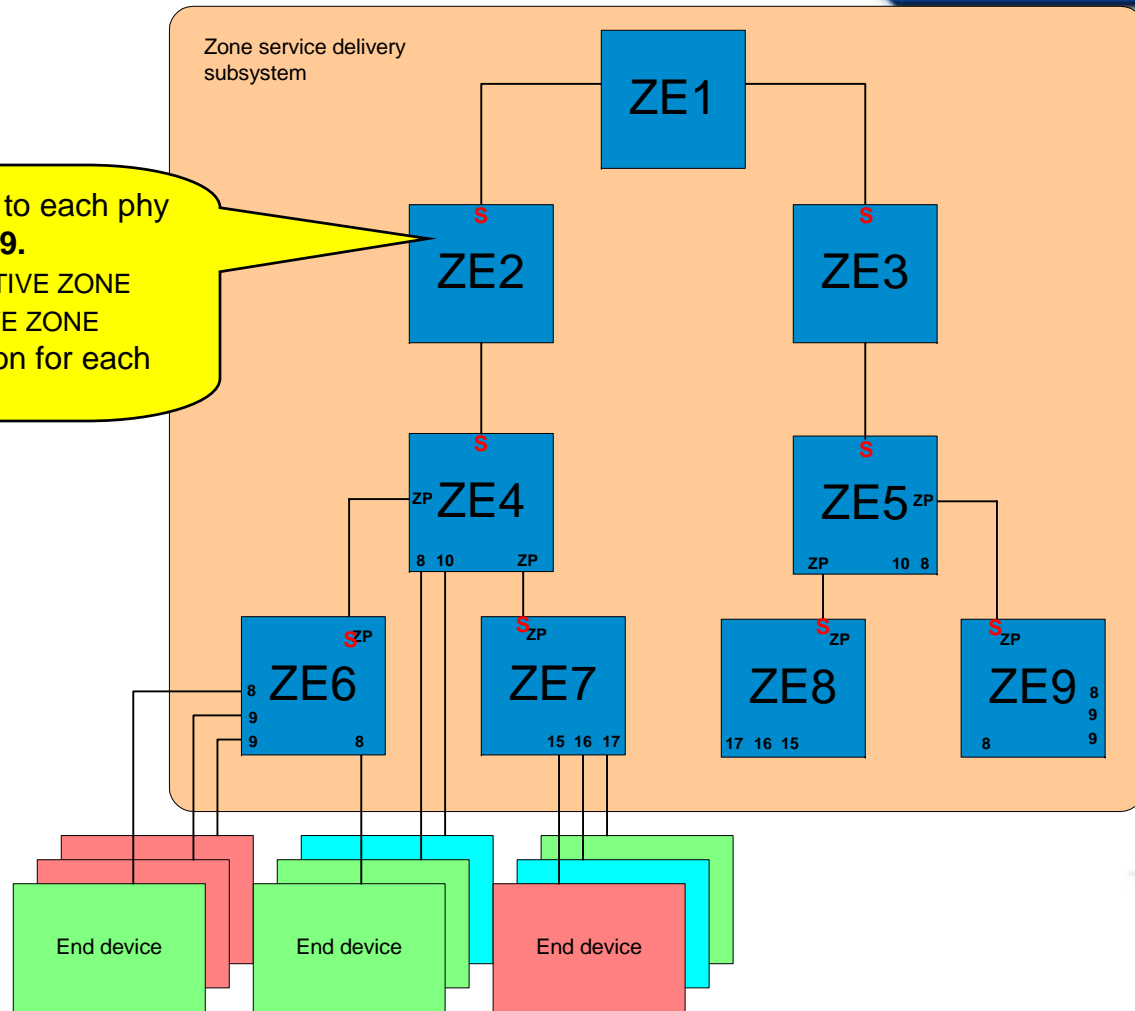 Zone service delivery
subsystem
ZE1
to each phy
9.
TIVE ZONE
E ZONE
on for each
S
ZE2
S
ZE3
S
ZP
ZE4
8 10 ZP
S
ZE5 ZP
ZP 10 8
S ZP
ZE6
8
9
9
8
S ZP
ZE7
15 16 17
S ZP
ZE8
17 16 15
S ZP
ZE9
8
9
9
8
End device
End device
End device